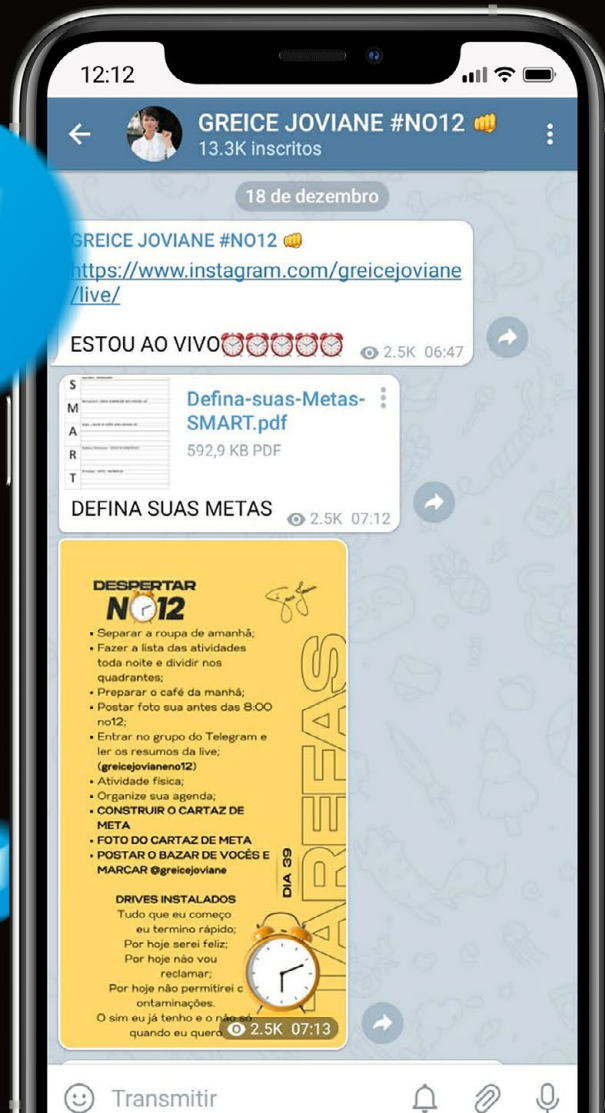 12:12
GREICE JOVIANE #NO12 👊
13.3K inscritos
18 de dezembro
GREICE JOVIANE #NO12 👊
https://www.instagram.com/greicejoviane
/live/
ESTOU AO VIVO⏰⏰⏰⏰⏰
2.5K 06:47
S
M
A
R
T
Defina-suas-Metas-
SMART.pdf
592,9 KB PDF
DEFINA SUAS METAS
2.5K 07:12
DESPERTAR
NO12
• Separar a roupa de amanhã;
• Fazer a lista das atividades
toda noite e dividir nos
quadrantes;
• Preparar o café da manhã;
• Postar foto sua antes das 8:00
no12;
• Entrar no grupo do Telegram e
ler os resumos da live;
(greicejovianeno12)
• Atividade física;
• Organize sua agenda;
• CONSTRUIR O CARTAZ DE
META
• FOTO DO CARTAZ DE META
• POSTAR O BAZAR DE VOCÊS E
MARCAR @greicejoviane
DIA 39
TAREFAS
DRIVES INSTALADOS
Tudo que eu começo
eu termino rápido;
Por hoje serei feliz;
Por hoje não vou
reclamar;
Por hoje não permitirei c
ontaminações.
O sim eu já tenho e o não só
quando eu quero
2.5K 07:13
Transmitir